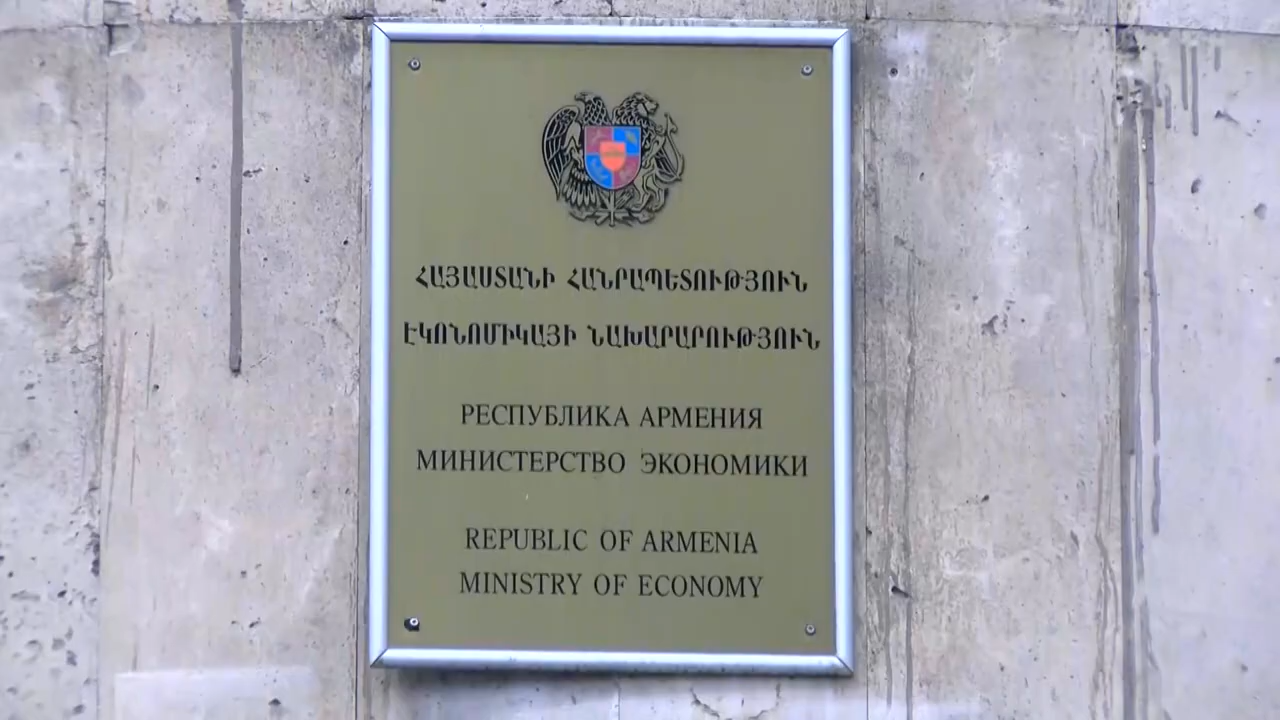 ՀԱՅԱՍՏԱՆԻ ՀԱՆՐԱՊԵՏՈՒԹՅՈՒՆ
ԷԿՈՆՈՄԻԿԱՅԻ ՆԱԽԱՐԱՐՈՒԹՅՈՒՆ
РЕСПУБЛИКА АРМЕНИЯ
МИНИСТЕРСТВО ЭКОНОМИКИ
REPUBLIC OF ARMENIA
MINISTRY OF ECONOMY